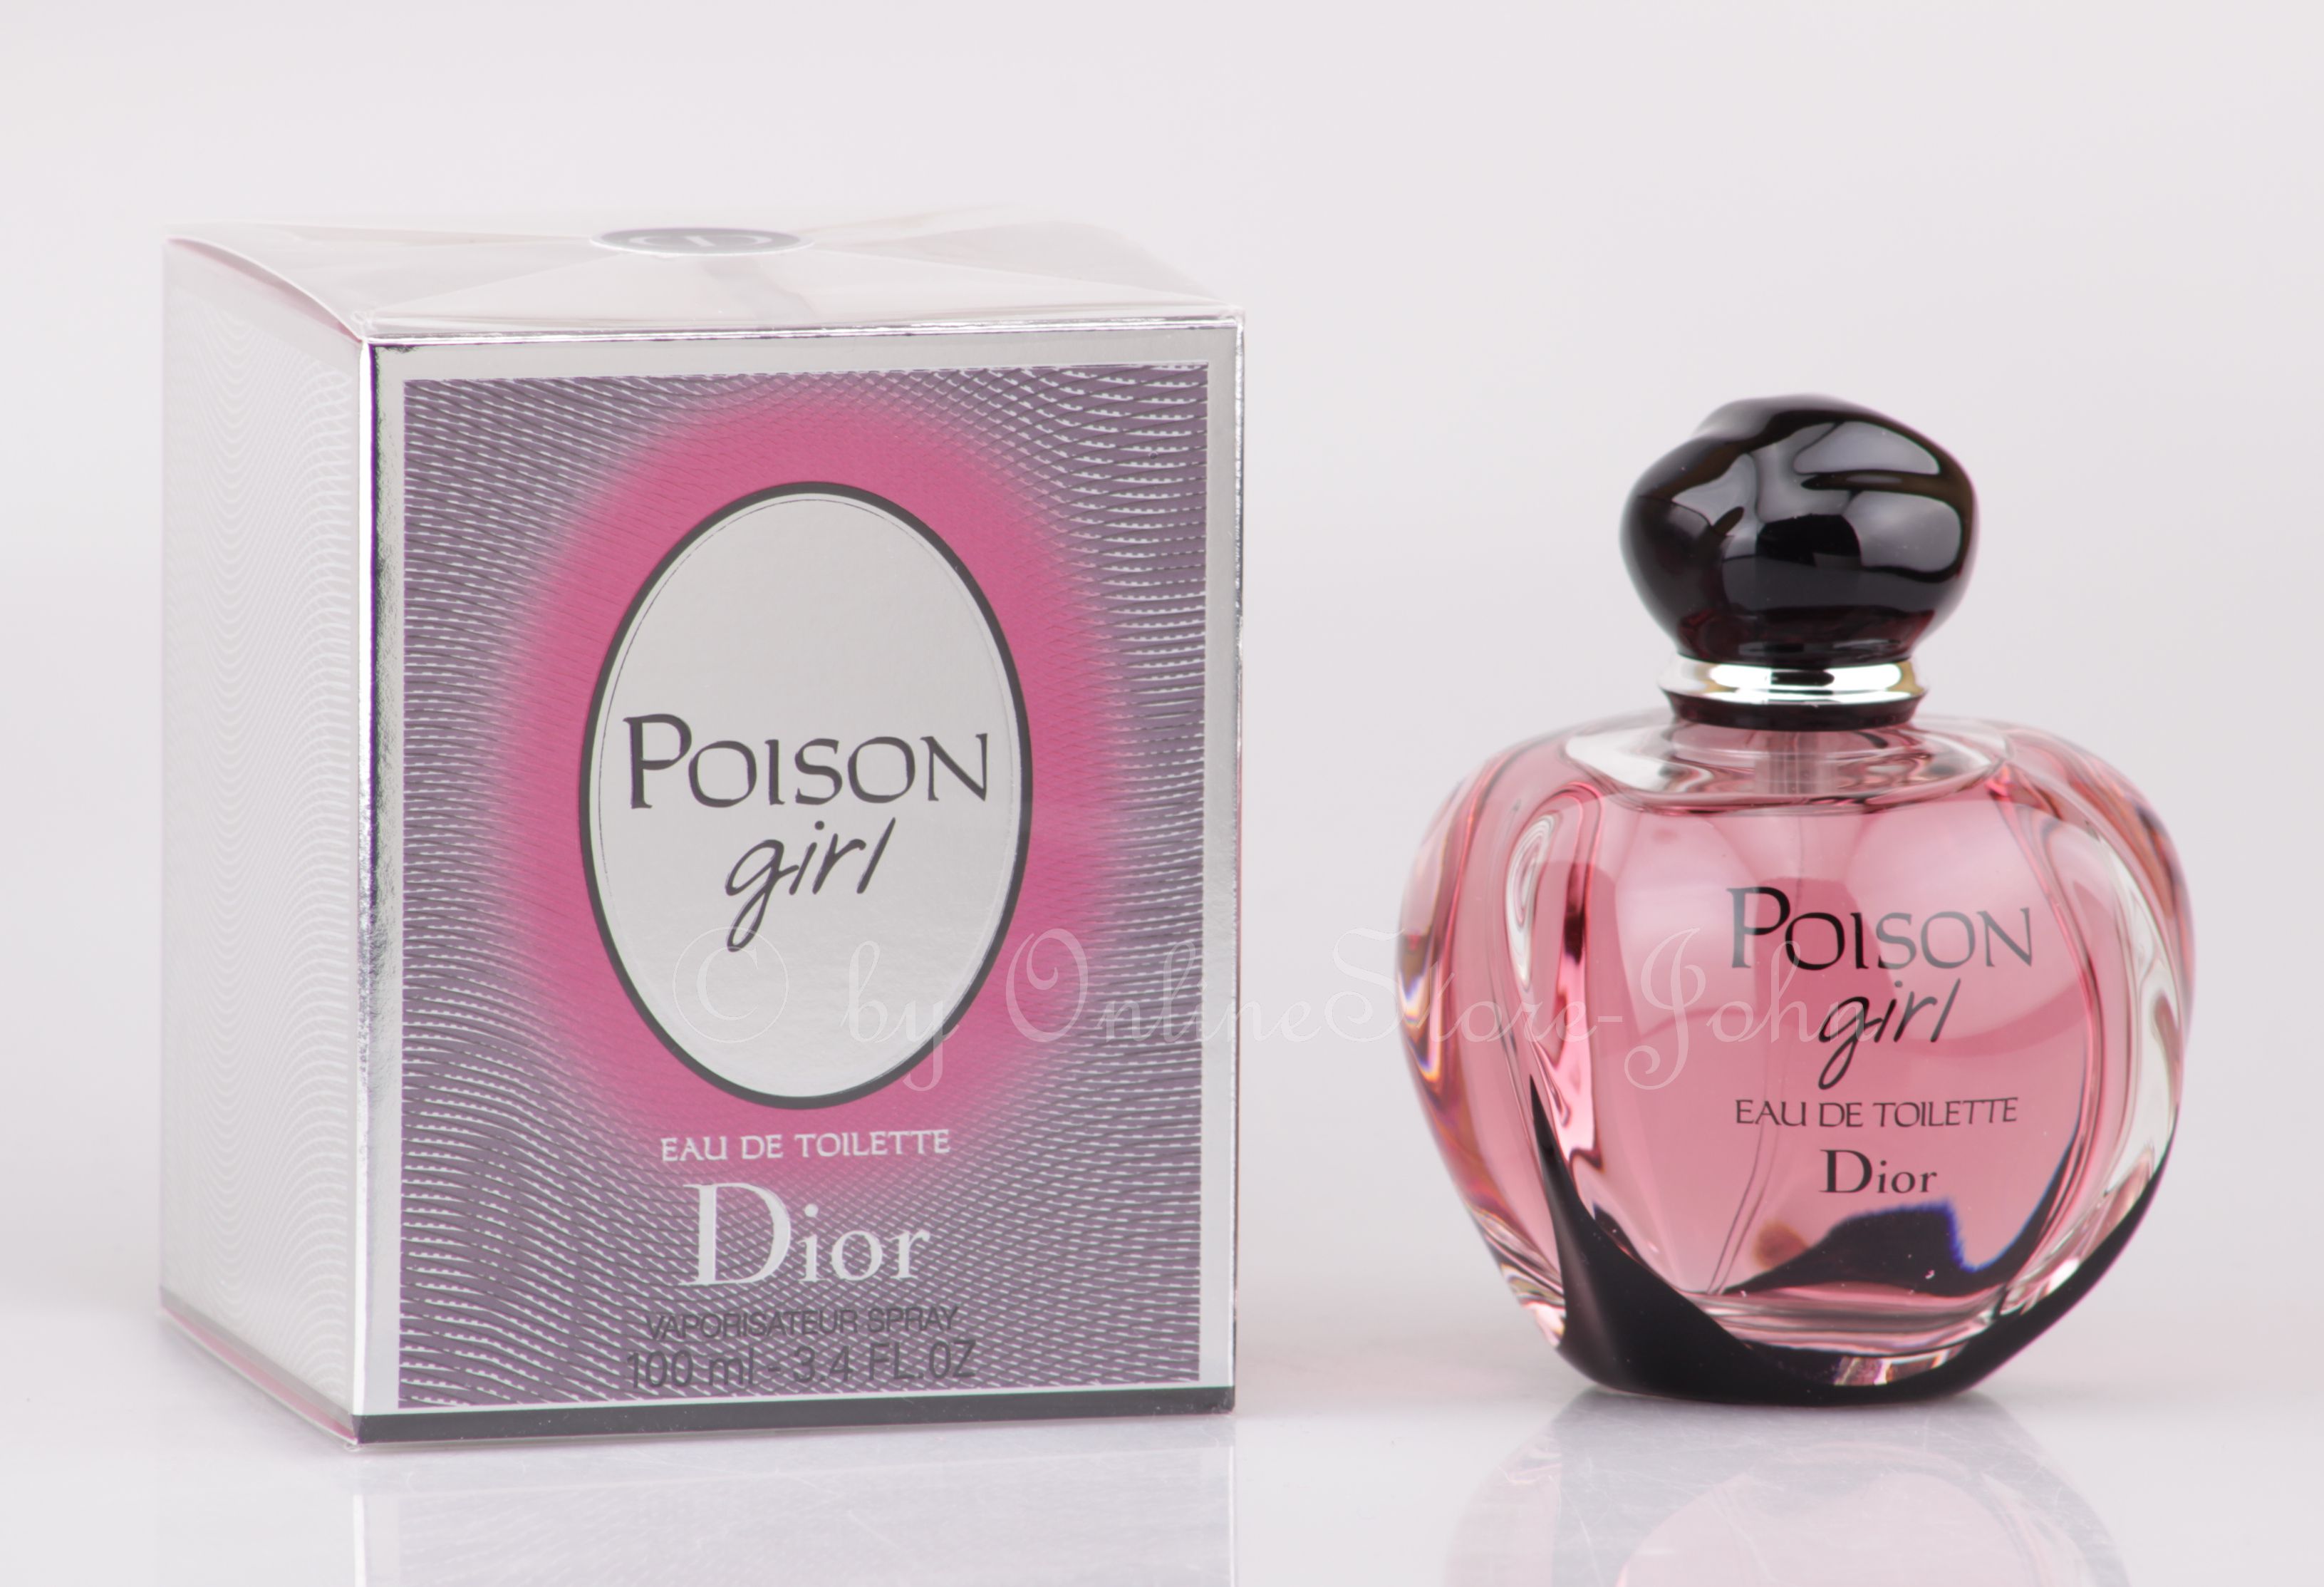 POISON
girl
EAU DE TOILETTE
Dior
VAPORISATEUR SPRAY
100 ml - 3.4 FL.OZ
POISON
girl
EAU DE TOILETTE
Dior
© by OnlineStore-John